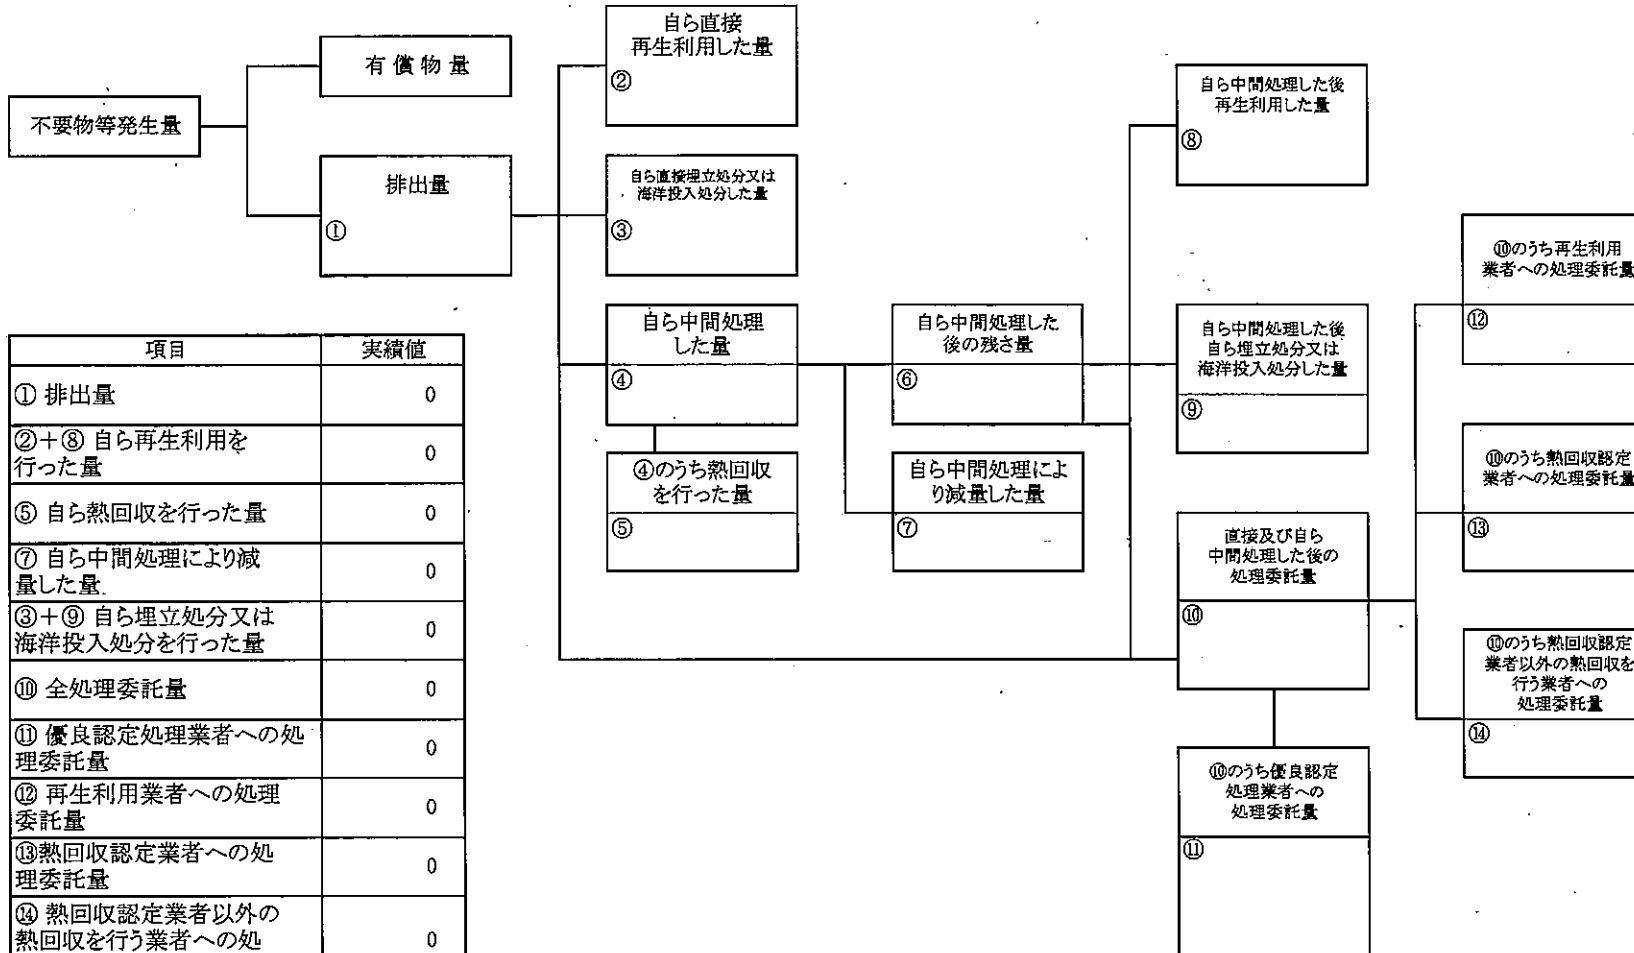 不要物等発生量
有償物量
排出量
①
自ら直接
再生利用した量
②
自ら直接埋立処分又は
海洋投入処分した量
③
自ら中間処理
した量
④
④のうち熱回収
を行った量
⑤
自ら中間処理した
後の残さ量
⑥
自ら中間処理によ
り減量した量
⑦
自ら中間処理した後
再生利用した量
⑧
自ら中間処理した後
自ら埋立処分又は
海洋投入処分した量
⑨
直接及び自ら
中間処理した後の
処理委託量
⑩
⑩のうち優良認定
処理業者への
処理委託量
⑪
⑩のうち再生利用
業者への処理委託量
⑫
⑩のうち熱回収認定
業者への処理委託量
⑬
⑩のうち熱回収認定
業者以外の熱回収を
行う業者への
処理委託量
⑭
項目 実績値
① 排出量 0
②+⑧ 自ら再生利用を
行った量 0
⑤ 自ら熱回収を行った量 0
⑦ 自ら中間処理により減
量した量 0
③+⑨ 自ら埋立処分又は
海洋投入処分を行った量 0
⑩ 全処理委託量 0
⑪ 優良認定処理業者への処
理委託量 0
⑫ 再生利用業者への処理
委託量 0
⑬熱回収認定業者への処
理委託量 0
⑭ 熱回収認定業者以外の
熱回収を行う業者への処 0